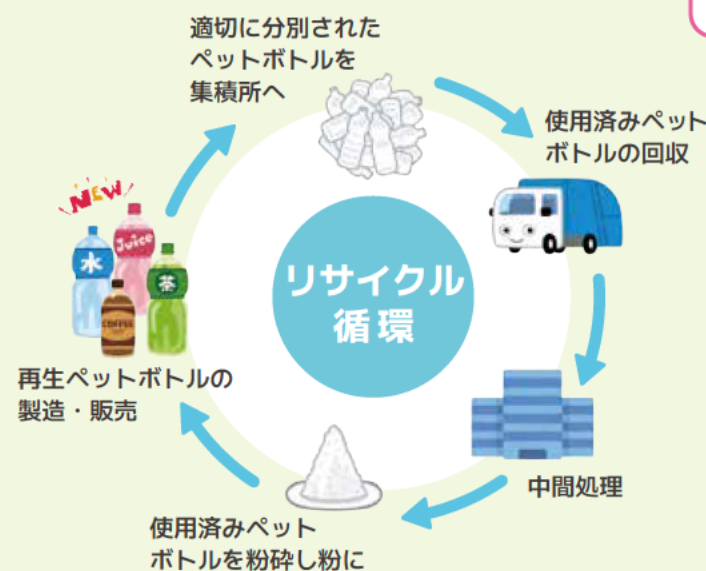 適切に分別された
ペットボトルを
集積所へ
使用済みペット
ボトルの回収
NEW
Juice
水
茶
COFFEE
リサイクル
循環
再生ペットボトルの
製造・販売
中間処理
使用済みペット
ボトルを粉砕し粉に